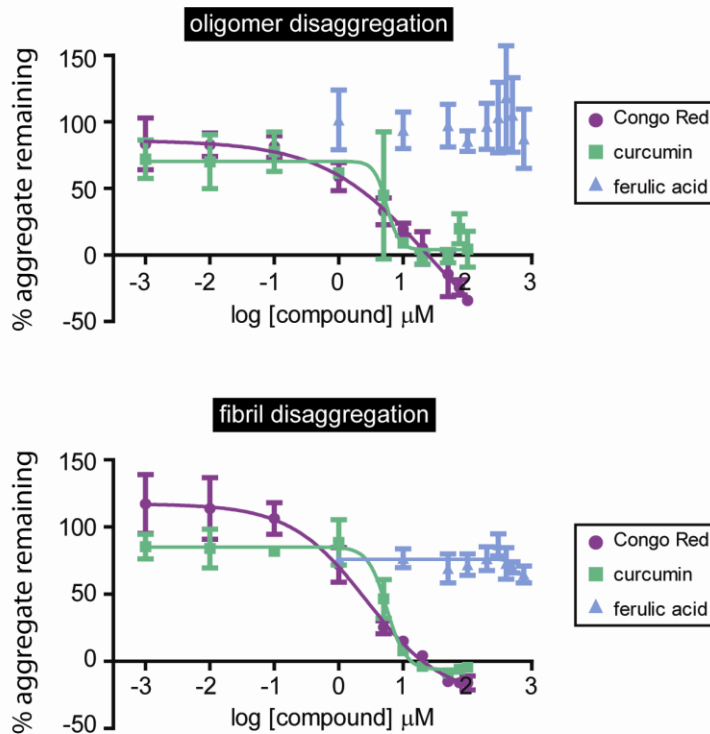 oligomer disaggregation
% aggregate remaining
150
100
50
0
-50
-3
-2
-1
0
1
2
3
log [compound] μM
Congo Red
curcumin
ferulic acid
fibril disaggregation
% aggregate remaining
150
100
50
0
-50
-3
-2
-1
0
1
2
3
log [compound] μM
Congo Red
curcumin
ferulic acid